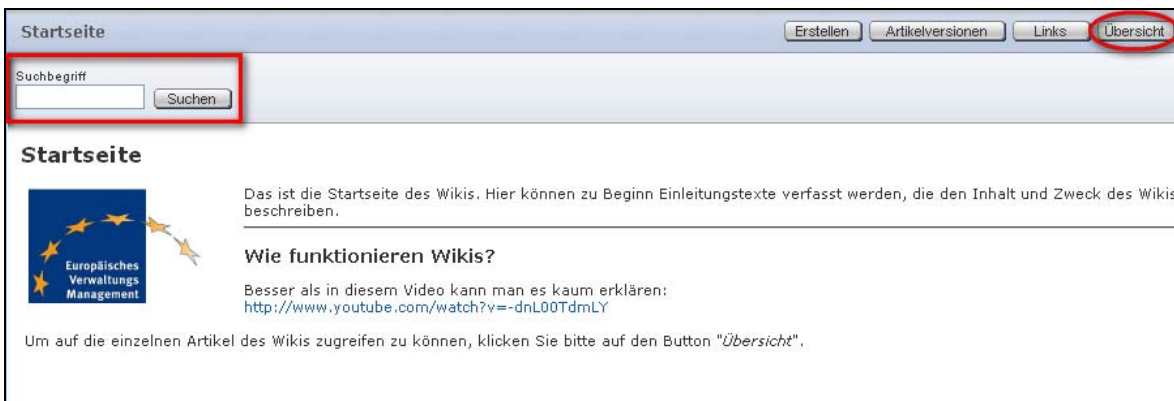 Startseite
Erstellen Artikelversionen Links Übersicht
Suchbegriff
Suchen
Startseite
Europäisches
Verwaltungs
Management
Das ist die Startseite des Wikis. Hier können zu Beginn Einleitungstexte verfasst werden, die den Inhalt und Zweck des Wikis
beschreiben.
Wie funktionieren Wikis?
Besser als in diesem Video kann man es kaum erklären:
http://www.youtube.com/watch?v=-dnL00TdmLY
Um auf die einzelnen Artikel des Wikis zugreifen zu können, klicken Sie bitte auf den Button "Übersicht".